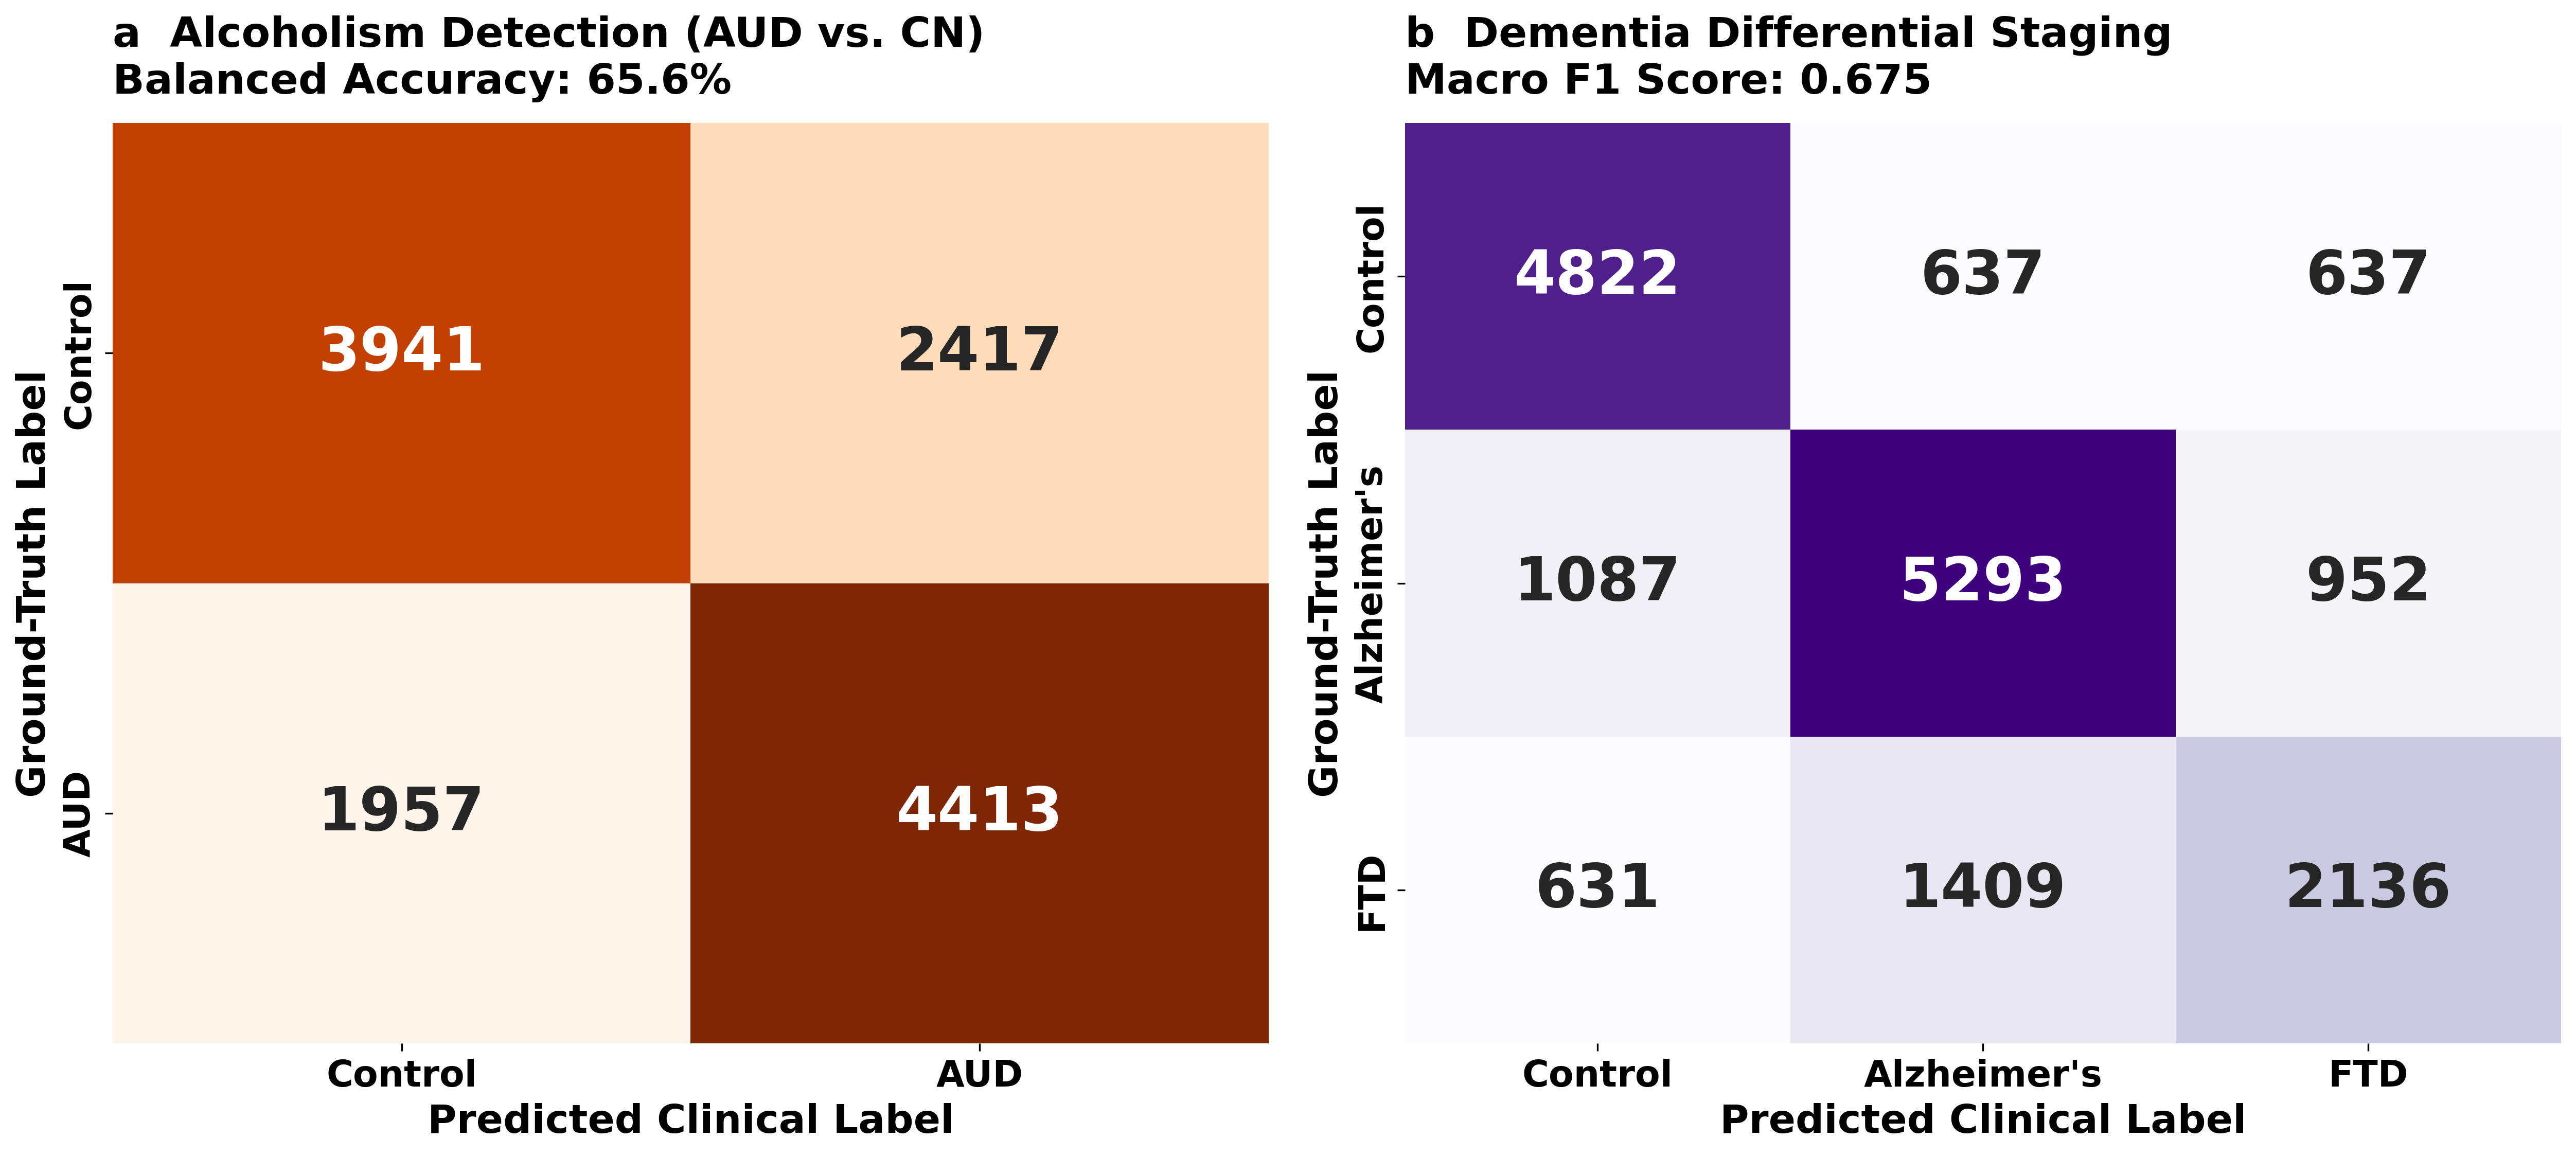 a  Alcoholism Detection (AUD vs. CN)
Balanced Accuracy: 65.6%
Ground-Truth Label
Control
AUD
3941 2417
1957 4413
Control AUD
Predicted Clinical Label
b  Dementia Differential Staging
Macro F1 Score: 0.675
Ground-Truth Label
Control
Alzheimer's
FTD
4822 637 637
1087 5293 952
631 1409 2136
Control Alzheimer's FTD
Predicted Clinical Label